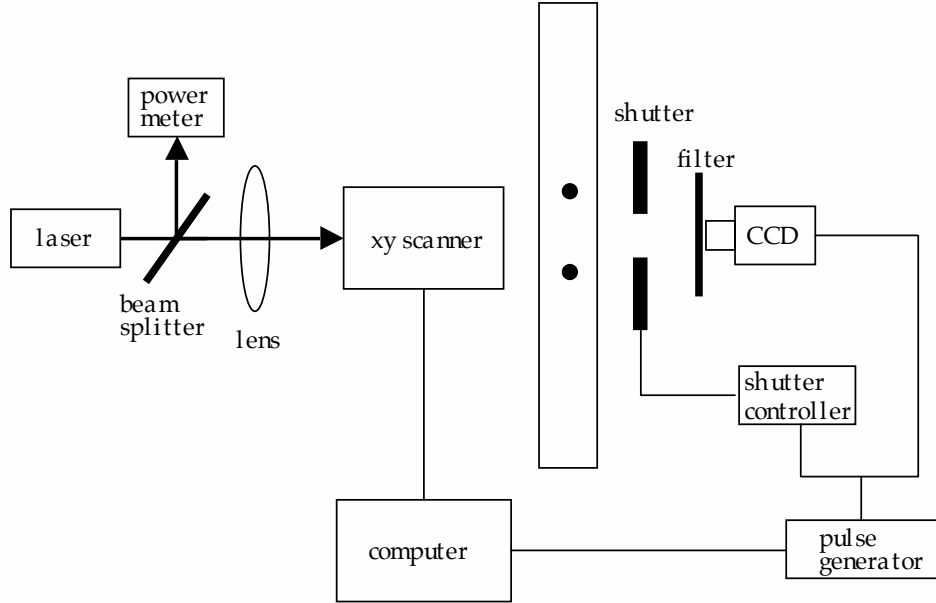 power
meter
shutter
filter
laser
xy scanner
CCD
beam
splitter
lens
shutter
controller
computer
pulse
generator